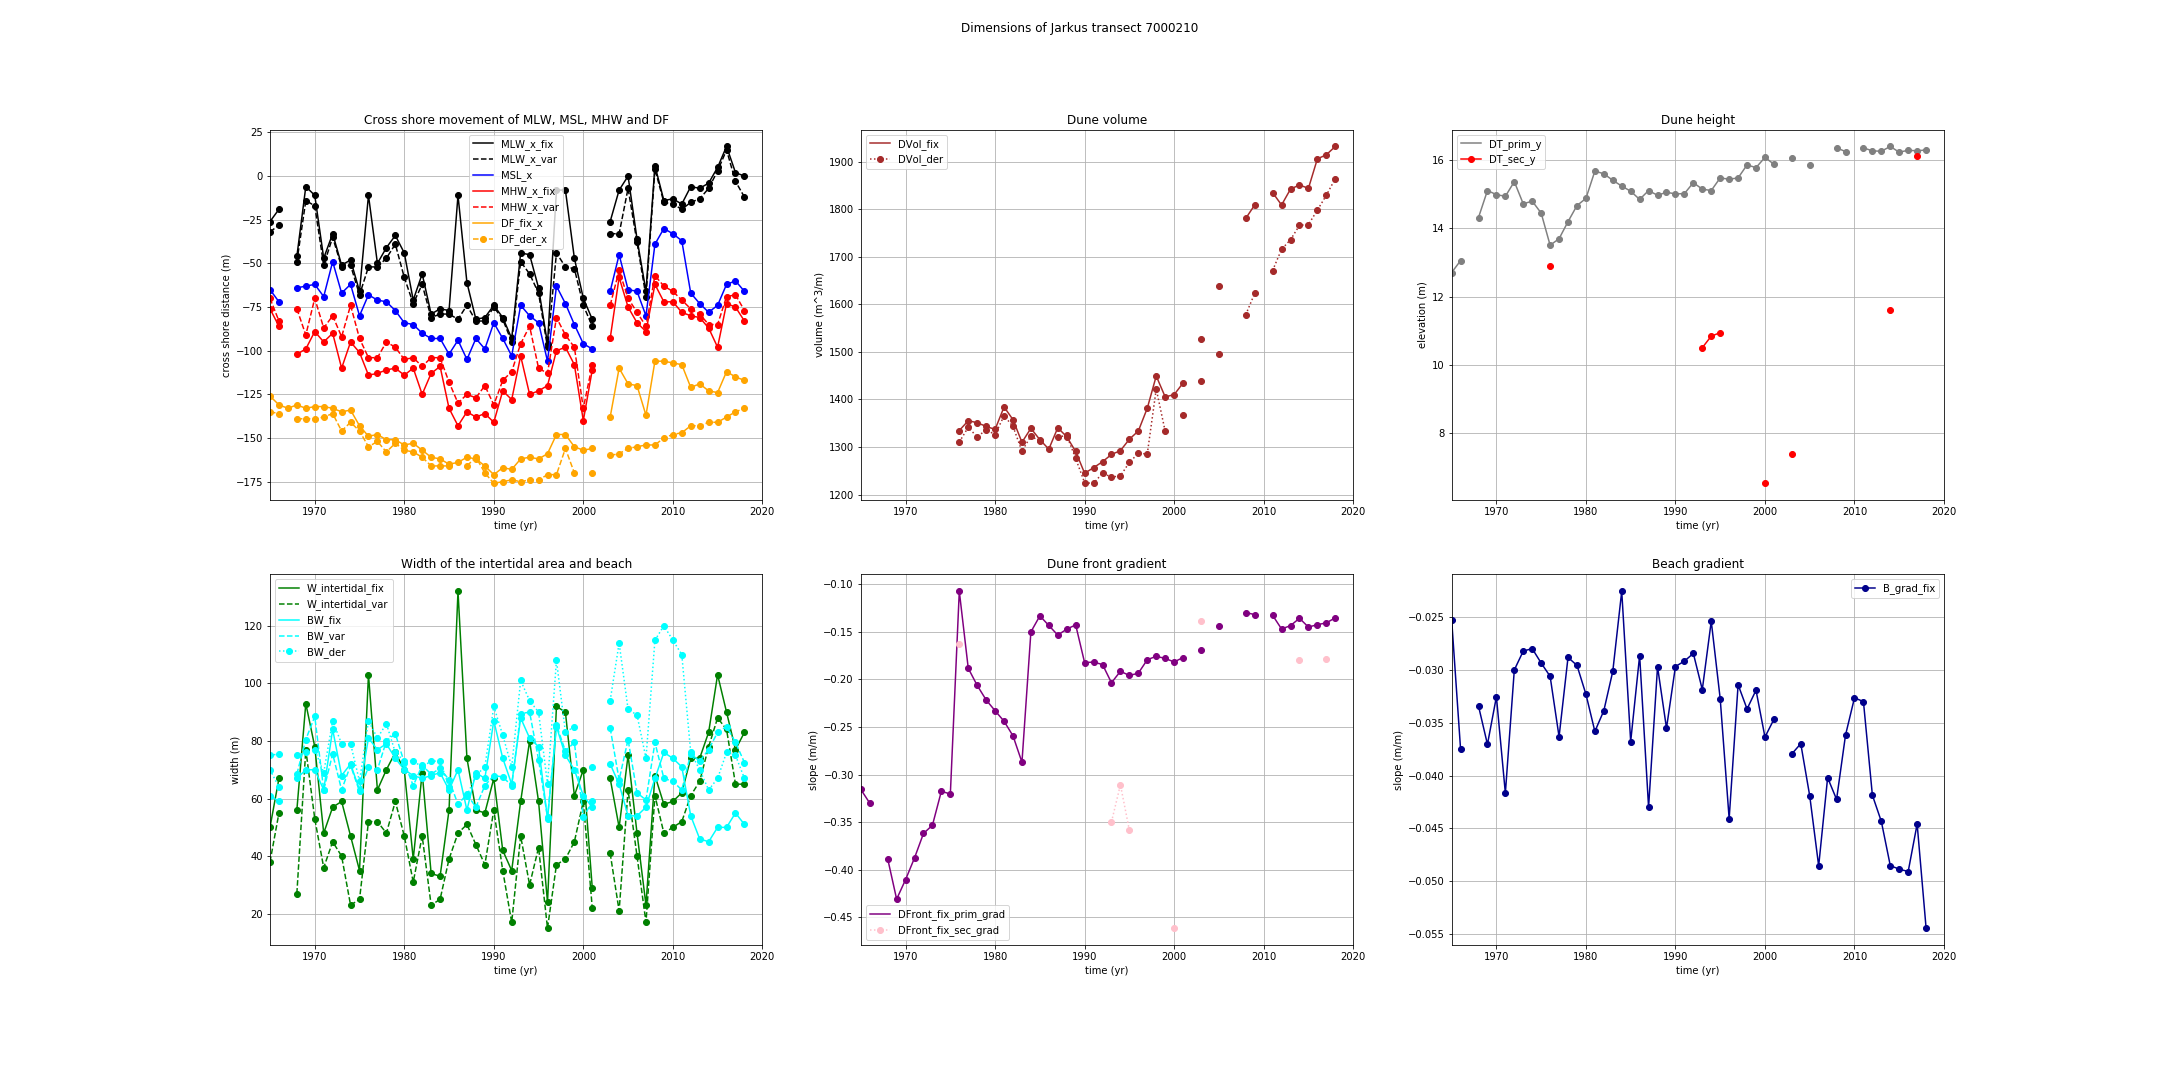 Dimensions of Jarkus transect 7000210
Cross shore movement of MLW, MSL, MHW and DF
25
0
−25
−50
−75
−100
−125
−150
−175
cross shore distance (m)
MLW_x_fix
MLW_x_var
MSL_x
MHW_x_fix
MHW_x_var
DF_fix_x
DF_der_x
1970
1980
1990
2000
2010
2020
time (yr)
Dune volume
1900
1800
1700
1600
1500
1400
1300
1200
volume (m^3/m)
DVol_fix
DVol_der
1970
1980
1990
2000
2010
2020
time (yr)
Dune height
16
14
12
10
8
elevation (m)
DT_prim_y
DT_sec_y
1970
1980
1990
2000
2010
2020
time (yr)
Width of the intertidal area and beach
120
100
80
60
40
20
width (m)
W_intertidal_fix
W_intertidal_var
BW_fix
BW_var
BW_der
1970
1980
1990
2000
2010
2020
time (yr)
Dune front gradient
−0.10
−0.15
−0.20
−0.25
−0.30
−0.35
−0.40
−0.45
slope (m/m)
DFront_fix_prim_grad
DFront_fix_sec_grad
1970
1980
1990
2000
2010
2020
time (yr)
Beach gradient
−0.025
−0.030
−0.035
−0.040
−0.045
−0.050
−0.055
slope (m/m)
B_grad_fix
1970
1980
1990
2000
2010
2020
time (yr)